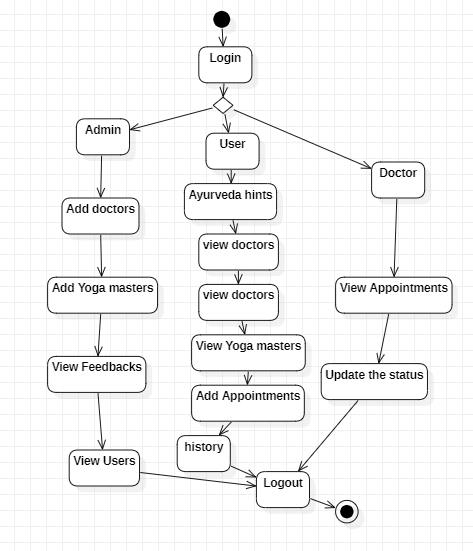 Login
Admin
User
Doctor
Ayurveda hints
Add doctors
view doctors
Add Yoga masters
View Appointments
view doctors
View Yoga masters
View Feedbacks
Update the status
Add Appointments
history
View Users
Logout